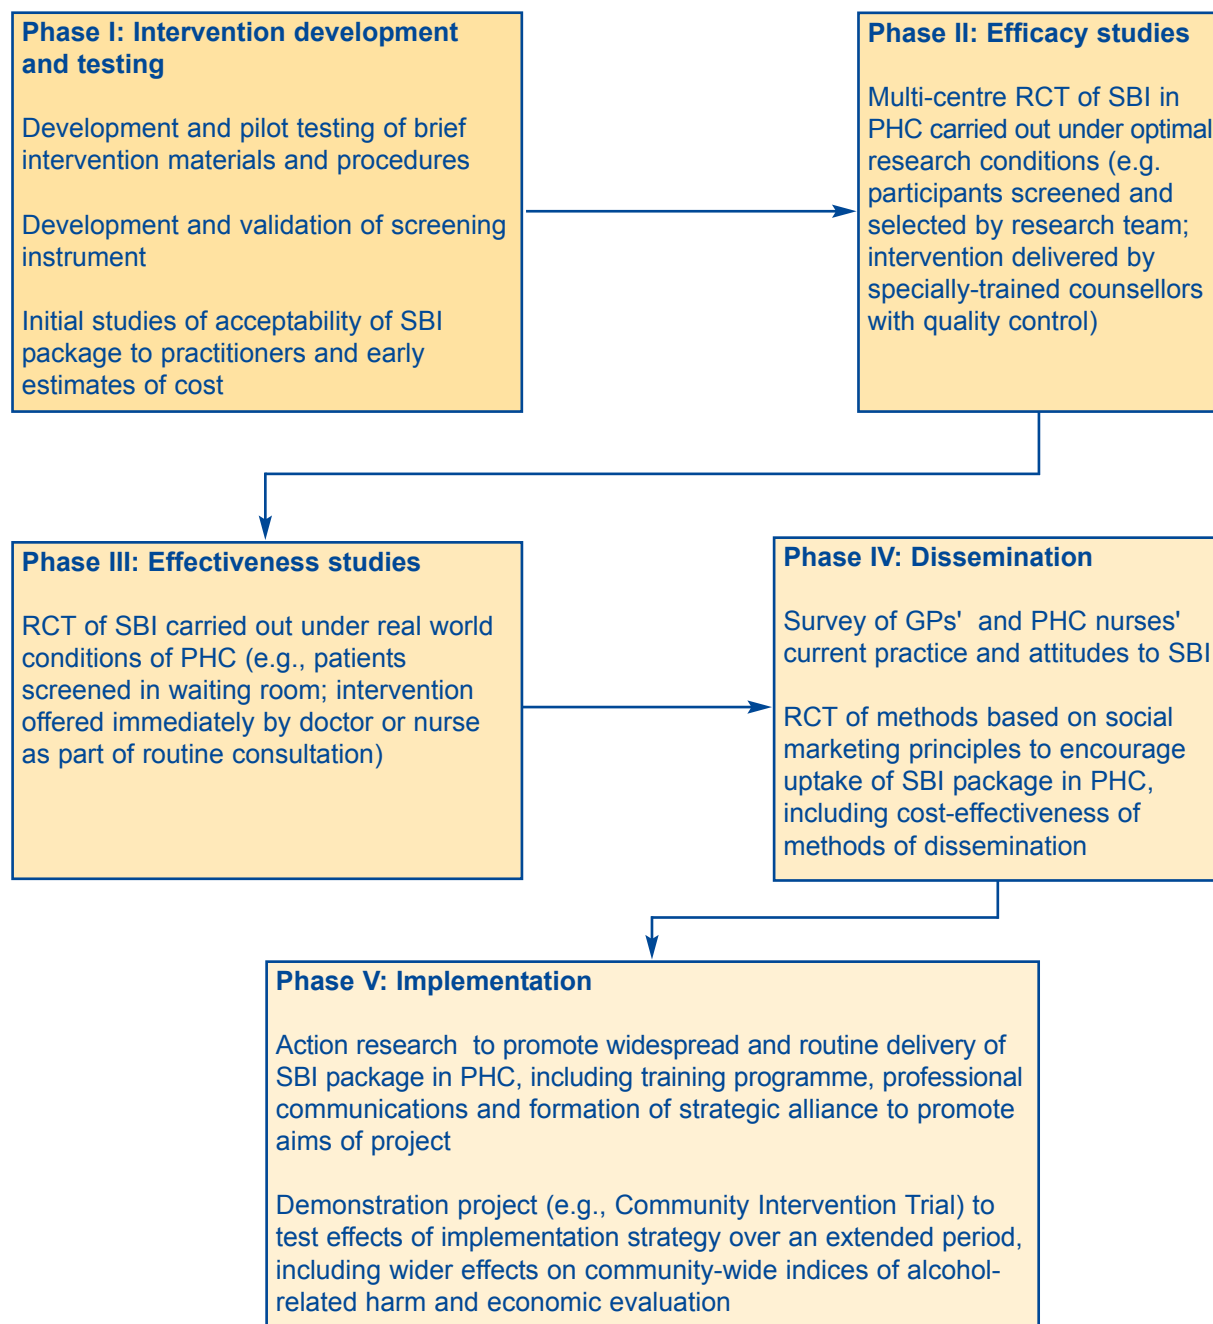 Phase I: Intervention development
and testing
Development and pilot testing of brief
intervention materials and procedures
Development and validation of screening
instrument
Initial studies of acceptability of SBI
package to practitioners and early
estimates of cost
Phase II: Efficacy studies
Multi-centre RCT of SBI in
PHC carried out under optimal
research conditions (e.g.
participants screened and
selected by research team;
intervention delivered by
specially-trained counsellors
with quality control)
Phase III: Effectiveness studies
RCT of SBI carried out under real world
conditions of PHC (e.g., patients
screened in waiting room; intervention
offered immediately by doctor or nurse
as part of routine consultation)
Phase IV: Dissemination
Survey of GPs' and PHC nurses'
current practice and attitudes to SBI
RCT of methods based on social
marketing principles to encourage
uptake of SBI package in PHC,
including cost-effectiveness of
methods of dissemination
Phase V: Implementation
Action research to promote widespread and routine delivery of
SBI package in PHC, including training programme, professional
communications and formation of strategic alliance to promote
aims of project
Demonstration project (e.g., Community Intervention Trial) to
test effects of implementation strategy over an extended period,
including wider effects on community-wide indices of alcohol-
related harm and economic evaluation